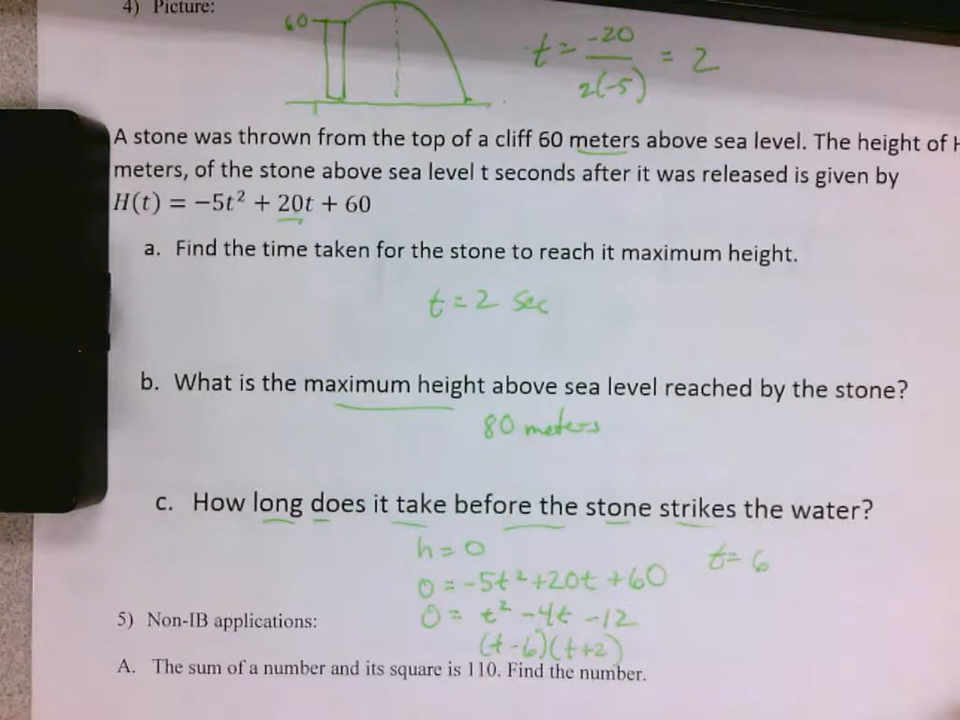 4) Picture:
60
t = -20 / 2(-5) = 2
A stone was thrown from the top of a cliff 60 meters above sea level. The height of H
meters, of the stone above sea level t seconds after it was released is given by
H(t) = −5t² + 20t + 60
a. Find the time taken for the stone to reach it maximum height.
t = 2 sec
b. What is the maximum height above sea level reached by the stone?
80 meters
c. How long does it take before the stone strikes the water?
h = 0
t = 6
0 = -5t² + 20t + 60
0 = t² - 4t - 12
(t - 6)(t + 2)
5) Non-IB applications:
A. The sum of a number and its square is 110. Find the number.